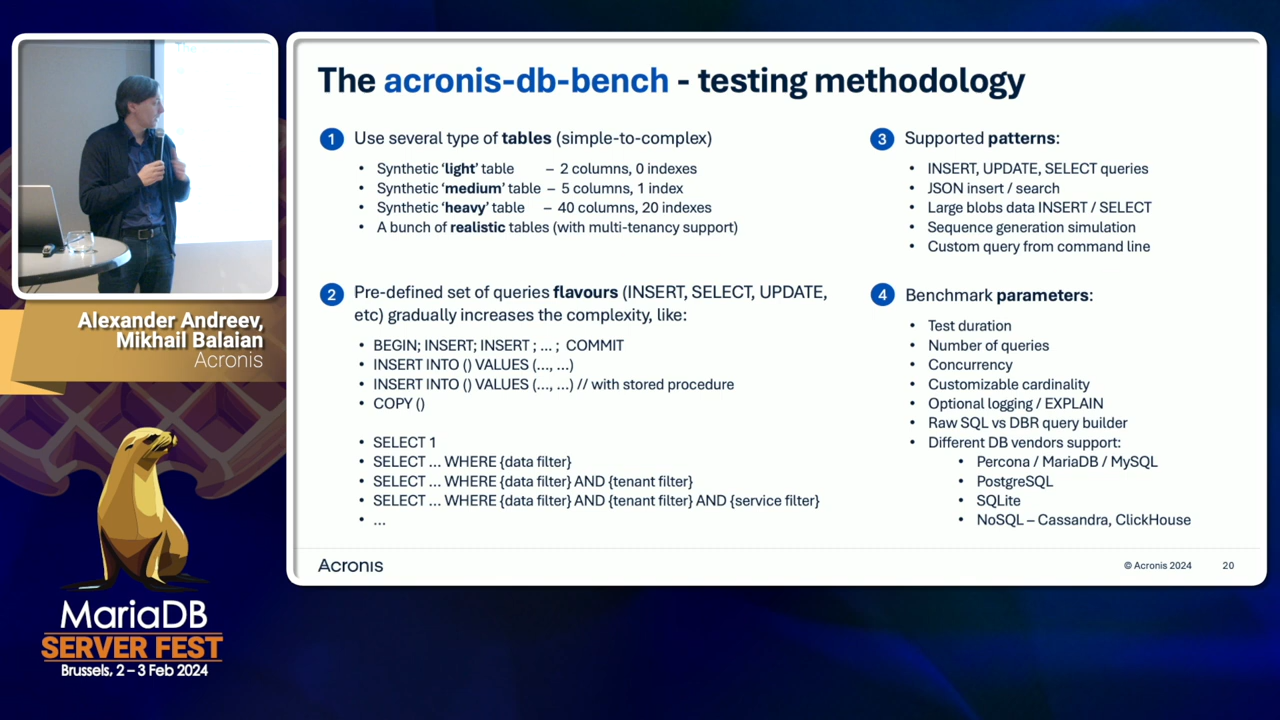 The acronis-db-bench - testing methodology
1 Use several type of tables (simple-to-complex)
• Synthetic ‘light’ table – 2 columns, 0 indexes
• Synthetic ‘medium’ table – 5 columns, 1 index
• Synthetic ‘heavy’ table – 40 columns, 20 indexes
• A bunch of realistic tables (with multi-tenancy support)
2 Pre-defined set of queries flavours (INSERT, SELECT, UPDATE,
etc) gradually increases the complexity, like:
• BEGIN; INSERT; INSERT ; ... ; COMMIT
• INSERT INTO () VALUES (..., ...)
• INSERT INTO () VALUES (..., ...) // with stored procedure
• COPY ()
• SELECT 1
• SELECT ... WHERE {data filter}
• SELECT ... WHERE {data filter} AND {tenant filter}
• SELECT ... WHERE {data filter} AND {tenant filter} AND {service filter}
• ...
3 Supported patterns:
• INSERT, UPDATE, SELECT queries
• JSON insert / search
• Large blobs data INSERT / SELECT
• Sequence generation simulation
• Custom query from command line
4 Benchmark parameters:
• Test duration
• Number of queries
• Concurrency
• Customizable cardinality
• Optional logging / EXPLAIN
• Raw SQL vs DBR query builder
• Different DB vendors support:
• Percona / MariaDB / MySQL
• PostgreSQL
• SQLite
• NoSQL – Cassandra, ClickHouse
Acronis
© Acronis 2024 20
Alexander Andreev,
Mikhail Balaian
Acronis
MariaDB
SERVER FEST
Brussels, 2 – 3 Feb 2024